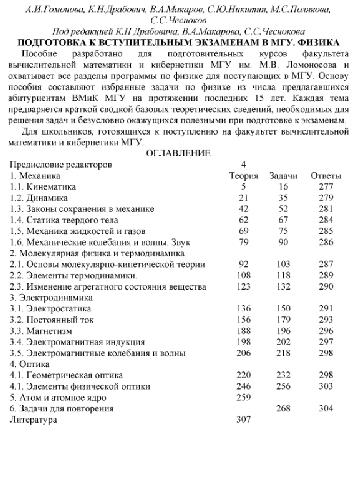 А.И.Гомонова, К.Н.Драбович, В.А.Макаров, С.Ю.Никитин, М.С.Полякова,
С.С.Чесноков
Под редакцией К.Н Драбовича, В.А.Макарова, С.С.Чеснокова
ПОДГОТОВКА К ВСТУПИТЕЛЬНЫМ ЭКЗАМЕНАМ В МГУ. ФИЗИКА
Пособие разработано для подготовительных курсов факультета
вычислительной математики и кибернетики МГУ им М.В. Ломоносова и
охватывает все разделы программы по физике для поступающих в МГУ. Основу
пособия составляют избранные задачи по физике из числа предлагавшихся
абитуриентам ВМиК МГУ на протяжении последних 15 лет. Каждая тема
предваряется краткой сводной базовых теоретических сведений, необходимых для
решения задач и безусловно окажущихся полезными при подготовке к экзаменам.
Для школьников, готовящихся к поступлению на факультет вычислительной
математики и кибернетики МГУ.
ОГЛАВЛЕНИЕ
Предисловие редакторов 4
1. Механика Теория Задачи Ответы
1.1. Кинематика 5 16 277
1.2. Динамика 21 35 279
1.3. Законы сохранения в механике 42 52 281
1.4. Статика твердого тела 62 67 284
1.5. Механика жидкостей и газов 69 75 285
1.6. Механические колебания и волны. Звук 79 90 286
2. Молекулярная физика и термодинамика
2.1. Основы молекулярно-кинетической теории 92 103 287
2.2. Элементы термодинамики. 108 118 289
2.3. Изменение агрегатного состояния вещества 123 132 290
3. Электродинамика
3.1. Электростатика 136 150 291
3.2. Постоянный ток 156 179 293
3.3. Магнетизм 188 196 296
3.4. Электромагнитная индукция 198 202 297
3.5. Электромагнитные колебания и волны 206 218 298
4. Оптика
4.1. Геометрическая оптика 220 232 298
4.1. Элементы физической оптики 246 256 303
5. Атом и атомное ядро 259
6. Задачи для повторения 268 304
Литература 307